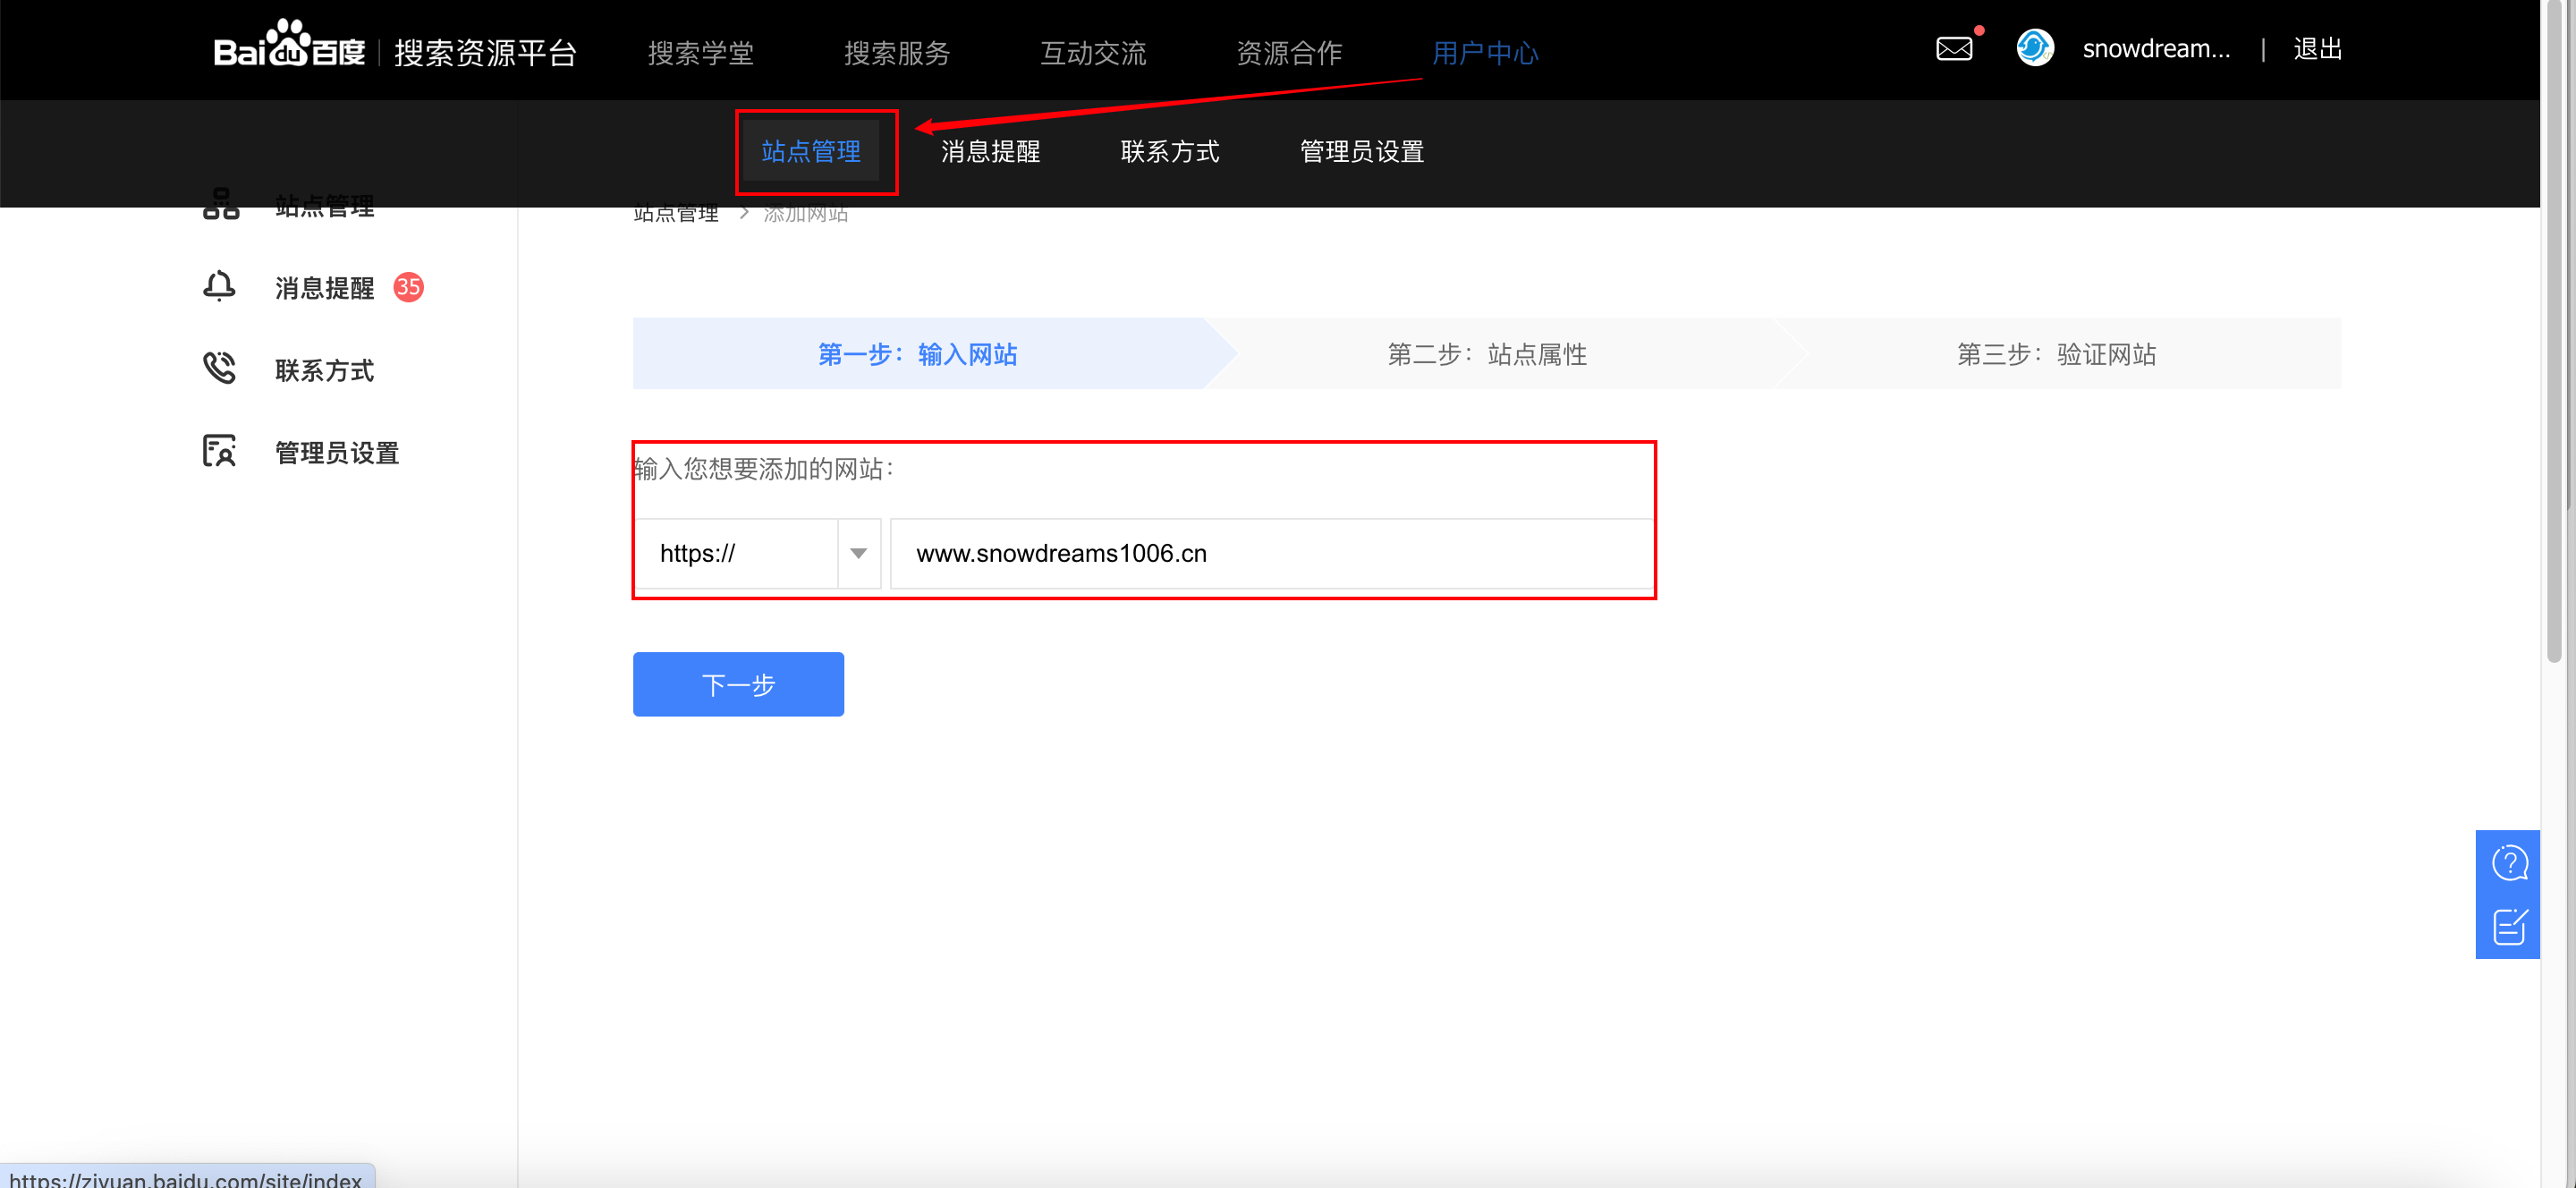 Bai du 百度 | 搜索资源平台
搜索学堂
搜索服务
互动交流
资源合作
用户中心
snowdream...
|
退出
站点管理
消息提醒
联系方式
管理员设置
站点管理
消息提醒 35
联系方式
管理员设置
站点管理 > 添加网站
第一步：输入网站
第二步：站点属性
第三步：验证网站
输入您想要添加的网站：
https://
www.snowdreams1006.cn
下一步
https://ziyuan.baidu.com/site/index